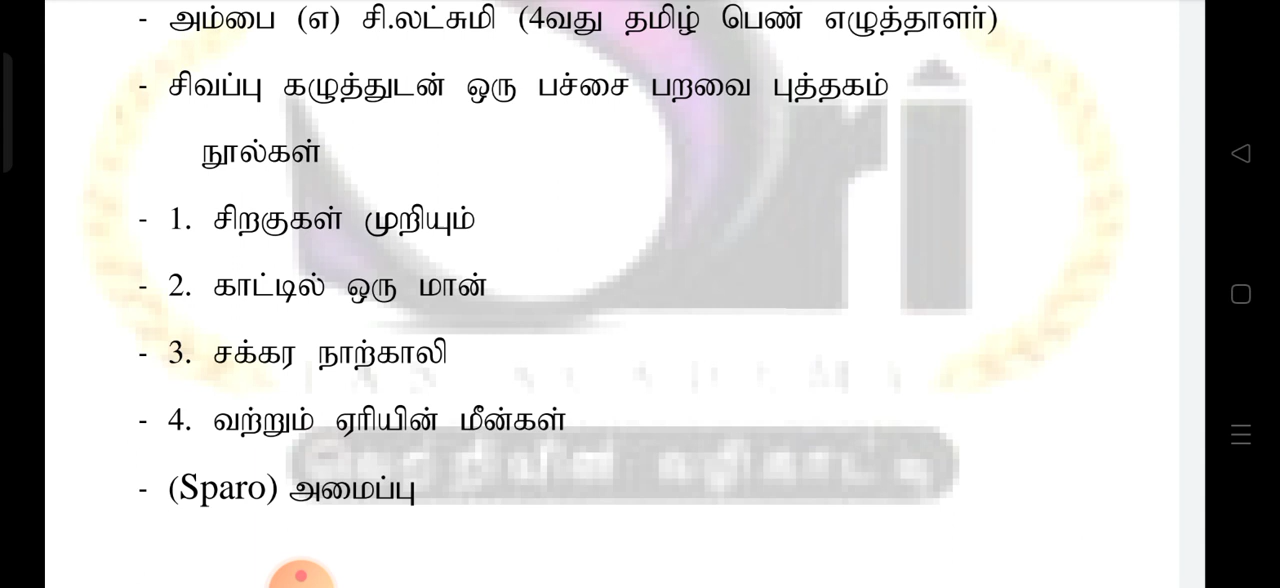 - அம்பை (எ) சி.லட்சுமி (4வது தமிழ் பெண் எழுத்தாளர்)
- சிவப்பு கழுத்துடன் ஒரு பச்சை பறவை புத்தகம்
நூல்கள்
- 1. சிறகுகள் முறியும்
- 2. காட்டில் ஒரு மான்
- 3. சக்கர நாற்காலி
- 4. வற்றும் ஏரியின் மீன்கள்
- (Sparo) அமைப்பு